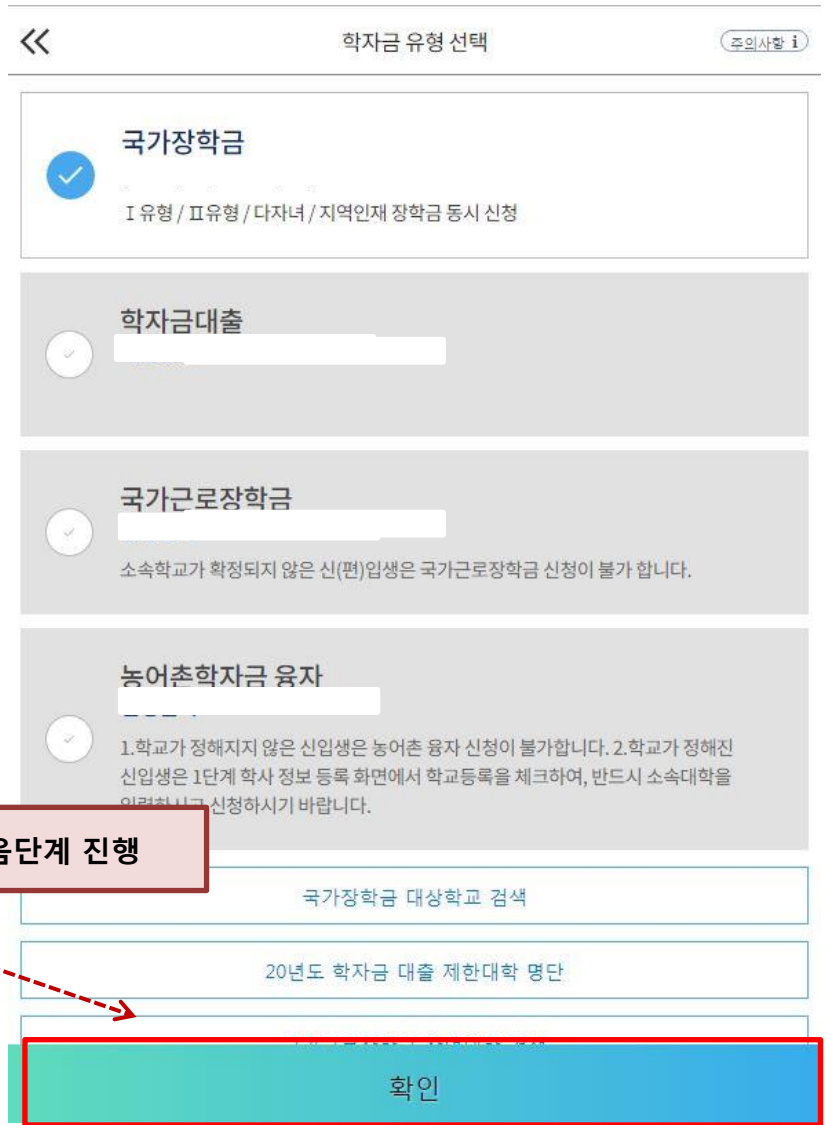 학자금 유형 선택
주의사항 i
국가장학금
Ⅰ유형 / Ⅱ유형 / 다자녀 / 지역인재 장학금 동시 신청
학자금대출
국가근로장학금
소속학교가 확정되지 않은 신(편)입생은 국가근로장학금 신청이 불가 합니다.
농어촌학자금 융자
1.학교가 정해지지 않은 신입생은 농어촌 융자 신청이 불가합니다. 2.학교가 정해진
신입생은 1단계 학사 정보 등록 화면에서 학교등록을 체크하여, 반드시 소속대학을
신청하시기 바랍니다.
음단계 진행
국가장학금 대상학교 검색
20년도 학자금 대출 제한대학 명단
확인